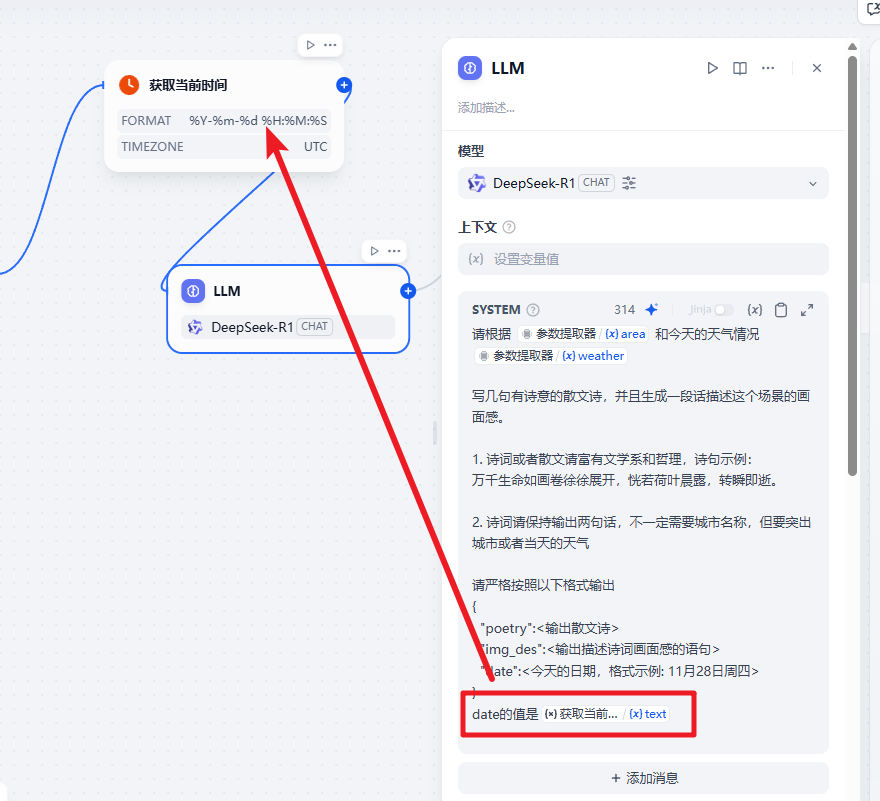 获取当前时间
FORMAT %Y-%m-%d %H:%M:%S
TIMEZONE UTC
LLM
DeepSeek-R1 CHAT
LLM
添加描述...
模型
DeepSeek-R1 CHAT
上下文
(x) 设置变量值
SYSTEM 314 Jinja (x)
请根据 参数提取器 / {x} area 和今天的天气情况
参数提取器 / {x} weather
写几句有诗意的散文诗，并且生成一段话描述这个场景的画
面感。
1. 诗词或者散文请富有文学系和哲理，诗句示例：
万千生命如画卷徐徐展开，恍若荷叶晨露，转瞬即逝。
2. 诗词请保持输出两句话，不一定需要城市名称，但要突出
城市或者当天的天气
请严格按照以下格式输出
{
"poetry":<输出散文诗>
"img_des":<输出描述诗词画面感的语句>
"date":<今天的日期，格式示例: 11月28日周四>
}
date的值是 (×) 获取当前... / {x} text
+ 添加消息